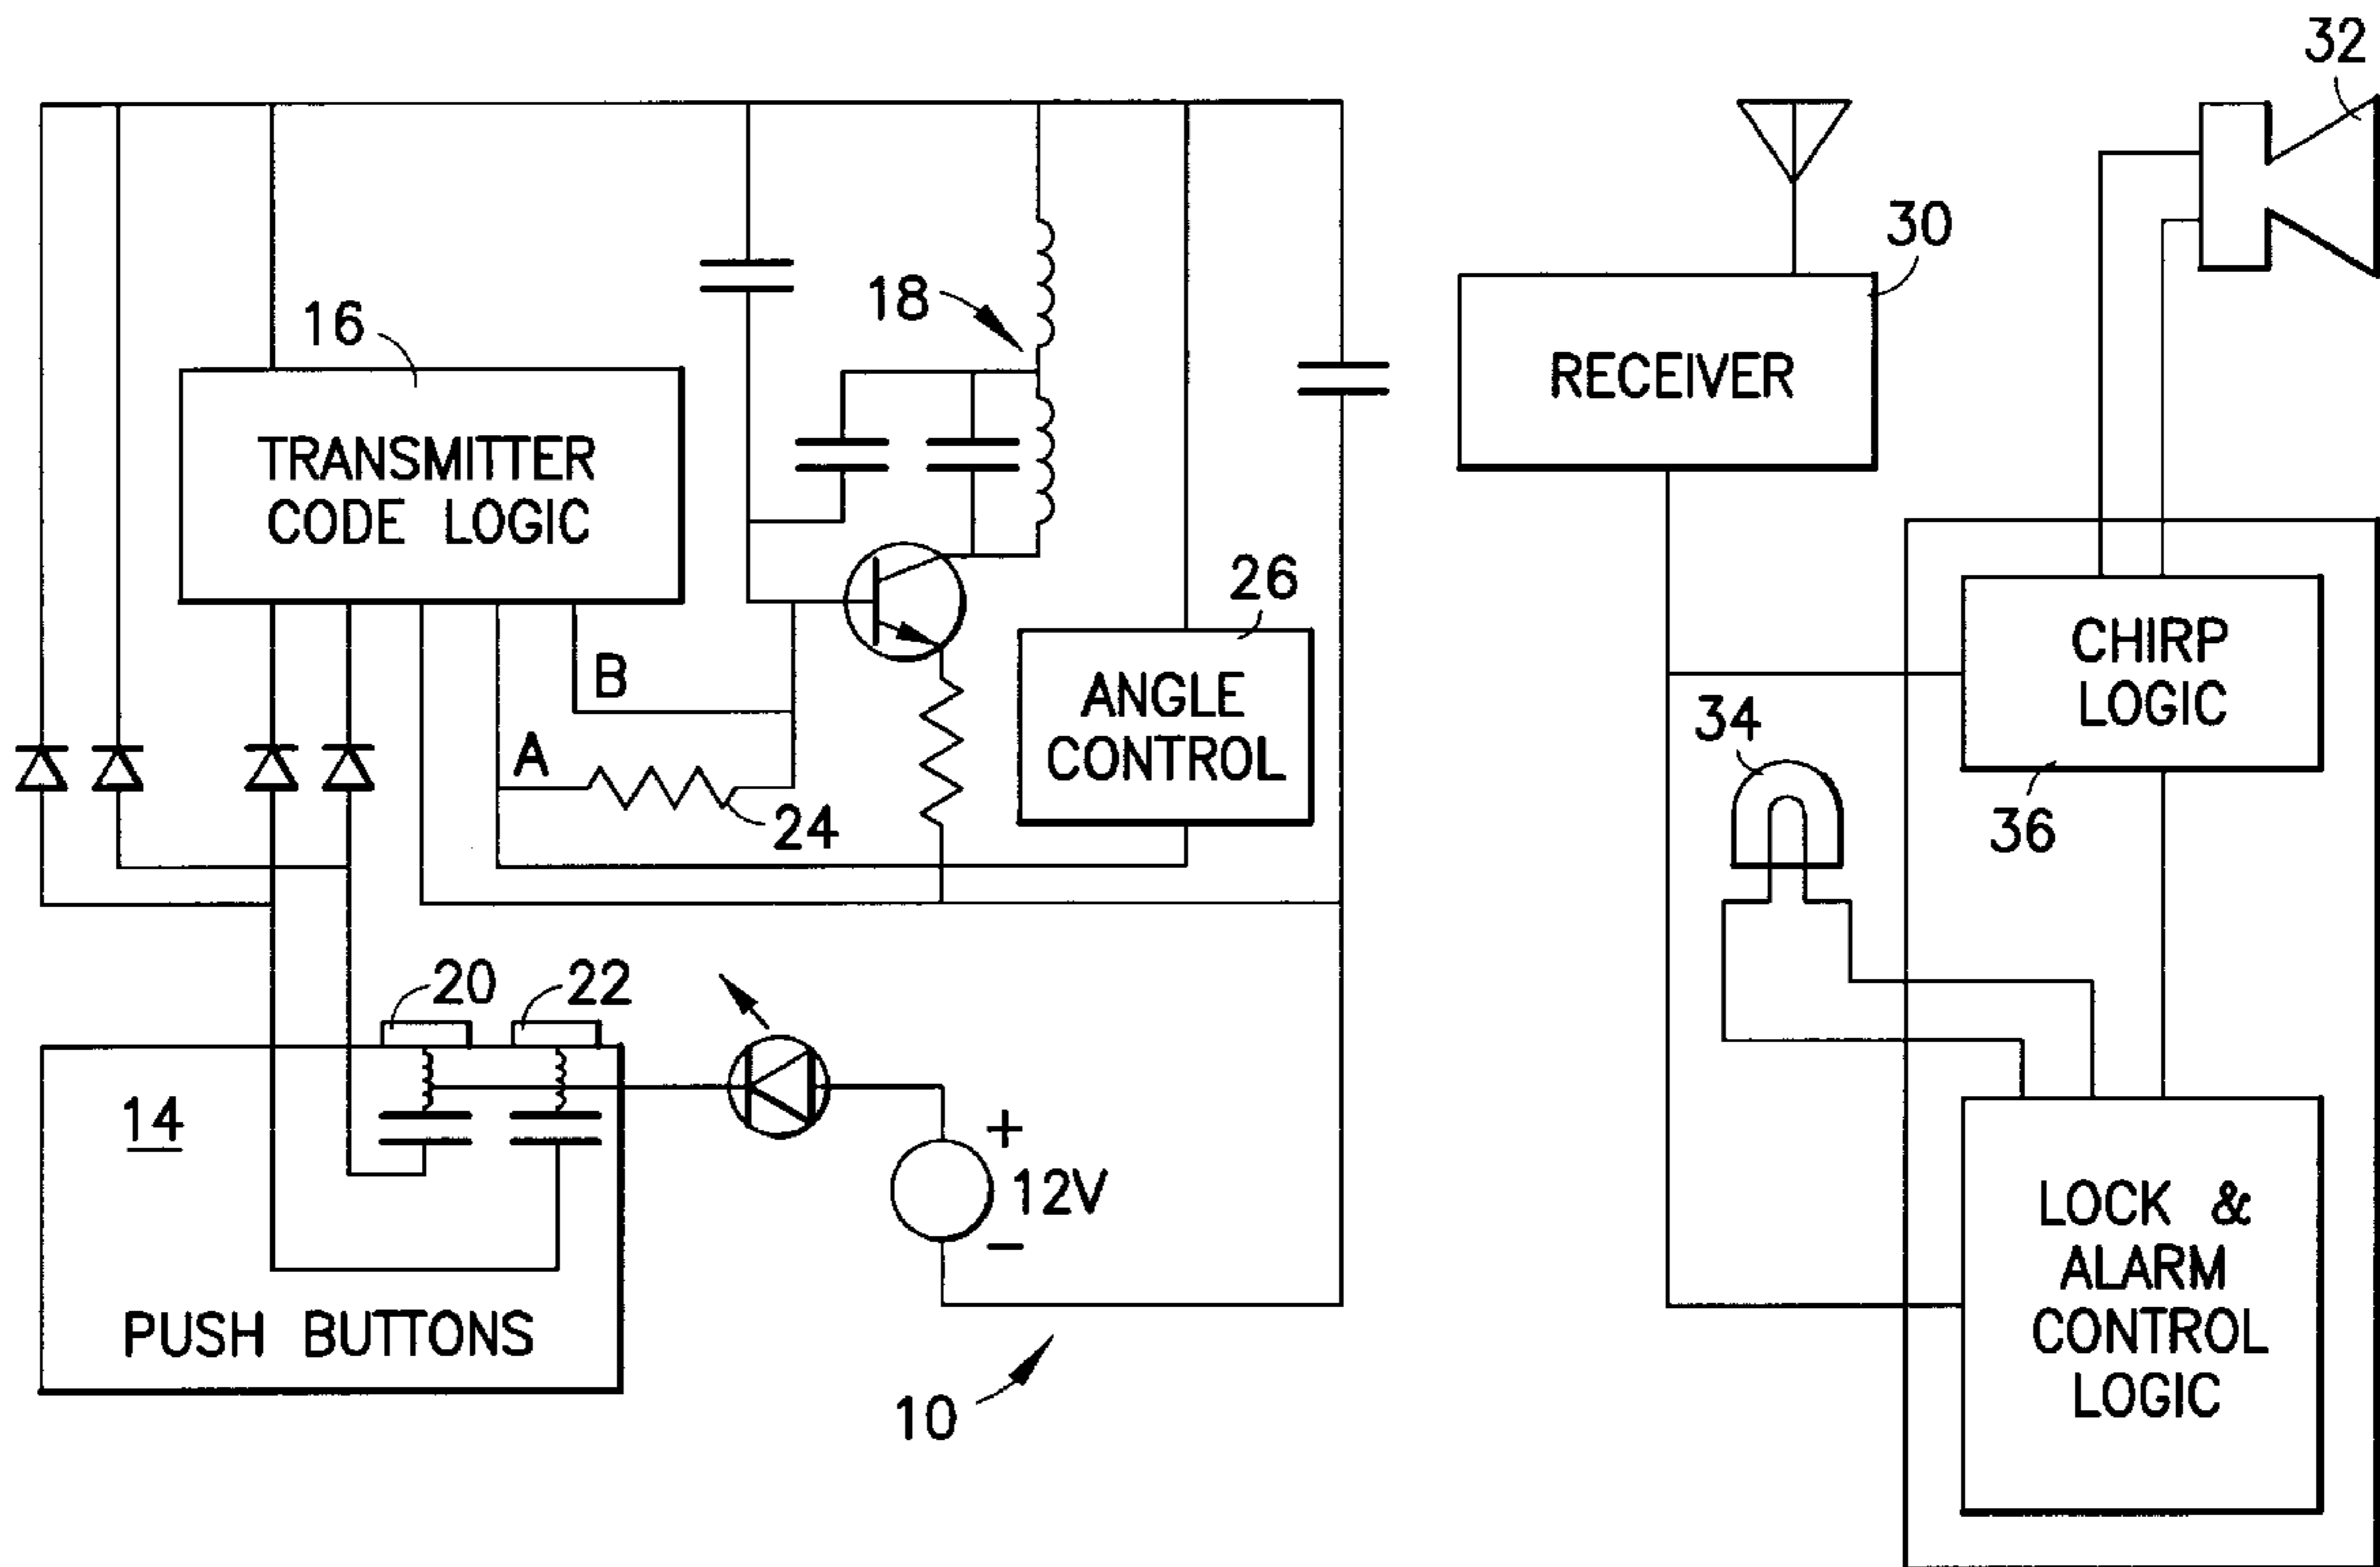 32
30
18
16
RECEIVER
TRANSMITTER
CODE LOGIC
26
CHIRP
LOGIC
B
ANGLE
CONTROL
34
A
24
36
20
22
14
+
12V
−
LOCK &
ALARM
CONTROL
LOGIC
PUSH BUTTONS
10